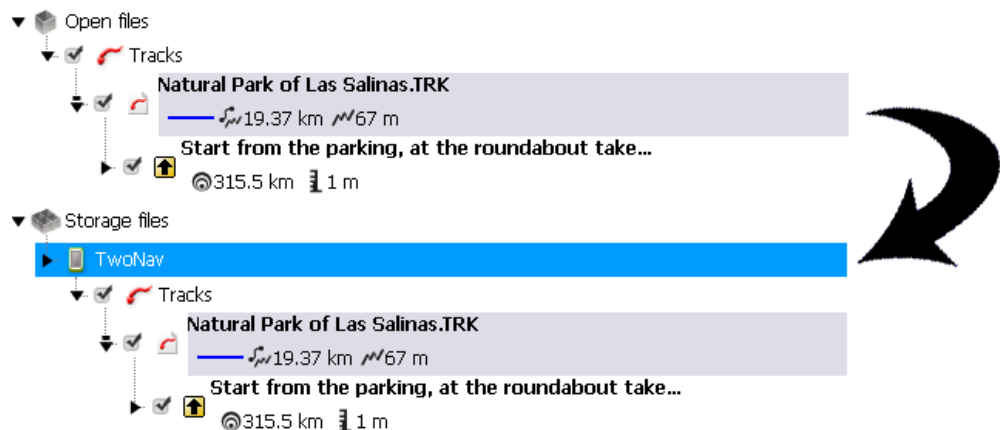 Open files
Tracks
Natural Park of Las Salinas.TRK
19.37 km 67 m
Start from the parking, at the roundabout take...
315.5 km 1 m
Storage files
TwoNav
Tracks
Natural Park of Las Salinas.TRK
19.37 km 67 m
Start from the parking, at the roundabout take...
315.5 km 1 m